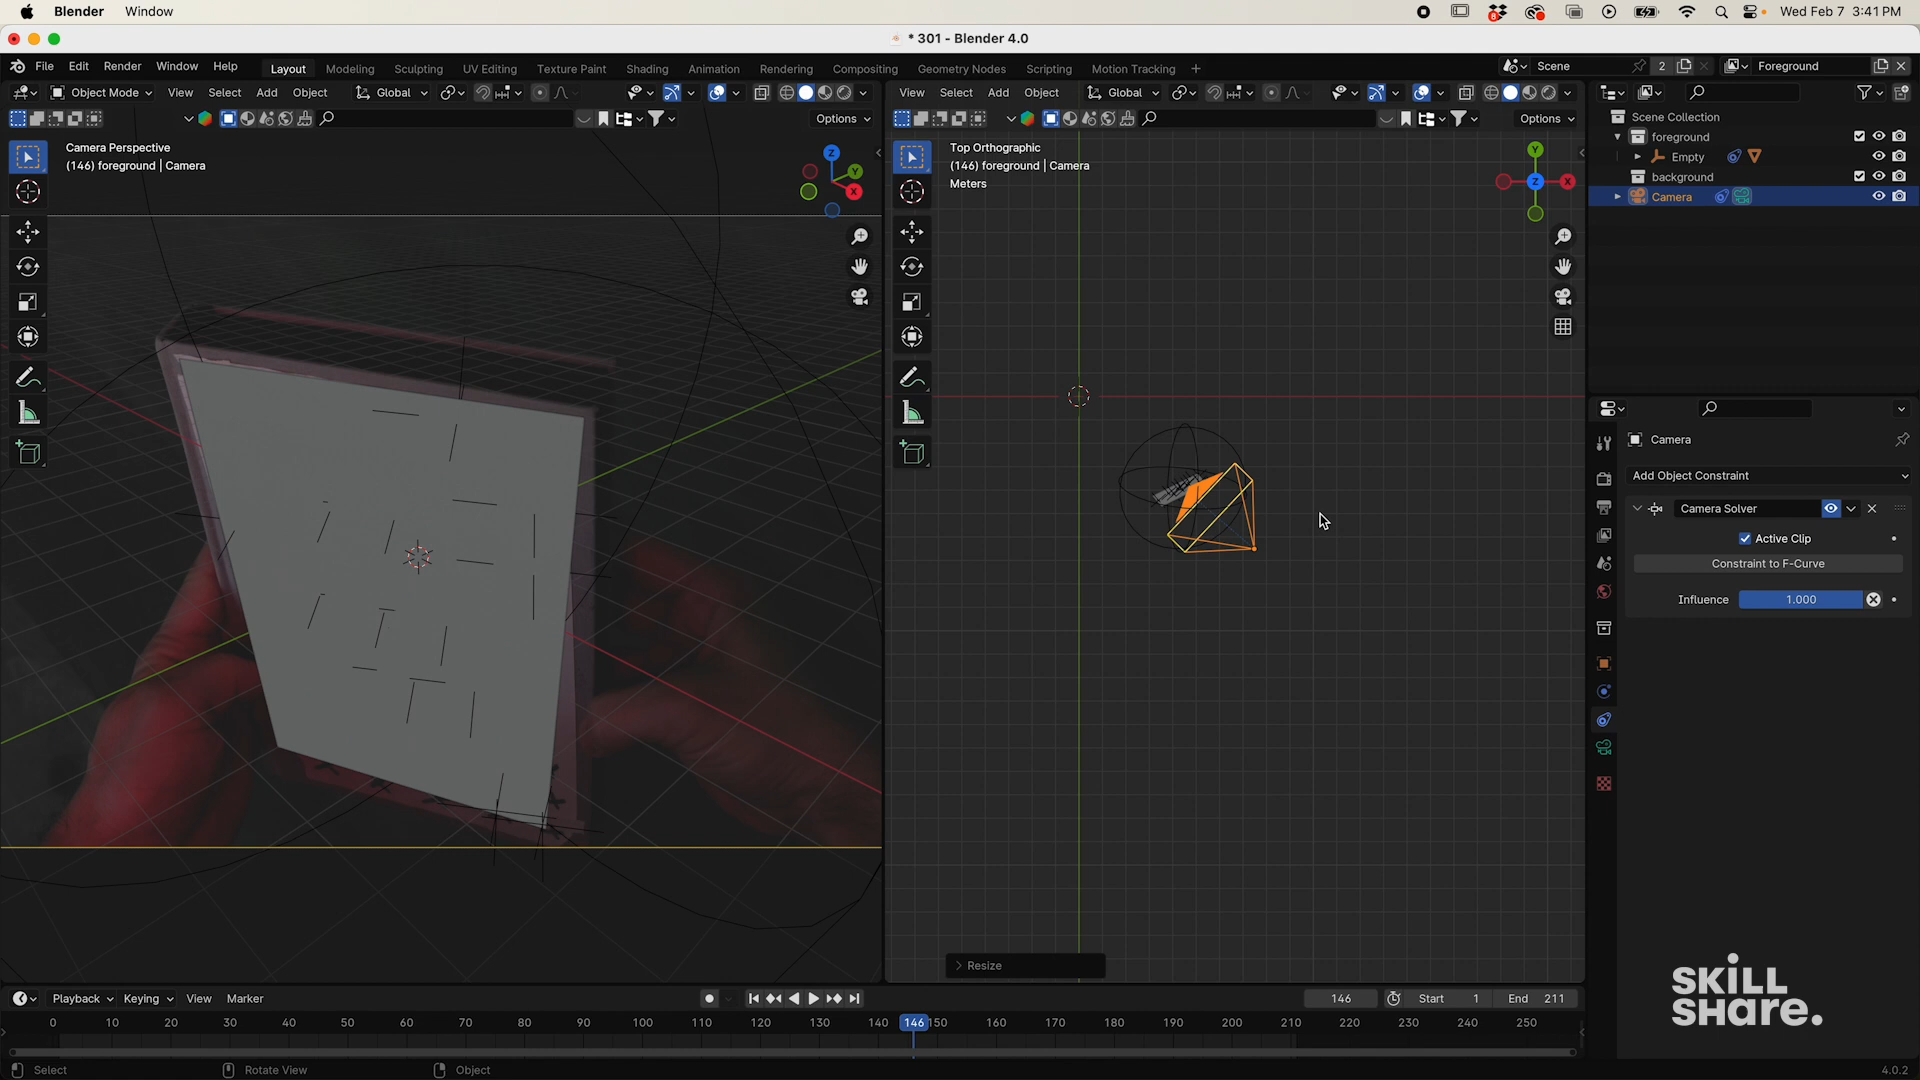 Blender Window
8
Wed Feb 7 3:41 PM
* 301 - Blender 4.0
File Edit Render Window Help
Layout Modeling Sculpting UV Editing Texture Paint Shading Animation Rendering Compositing Geometry Nodes Scripting Motion Tracking +
Scene 2 Foreground
Object Mode View Select Add Object Global
View Select Add Object Global
Options
Options
Camera Perspective
(146) foreground | Camera
Z
Y
X
Top Orthographic
(146) foreground | Camera
Meters
Y
Z
X
Scene Collection
foreground
Empty
background
Camera
Camera
Add Object Constraint
Camera Solver
Active Clip
Constraint to F-Curve
Influence 1.000
Resize
Playback Keying View Marker
146 Start 1 End 211
0 10 20 30 40 50 60 70 80 90 100 110 120 130 140 146 150 160 170 180 190 200 210 220 230 240 250
Select Rotate View Object
4.0.2
SKILL
SHARE.